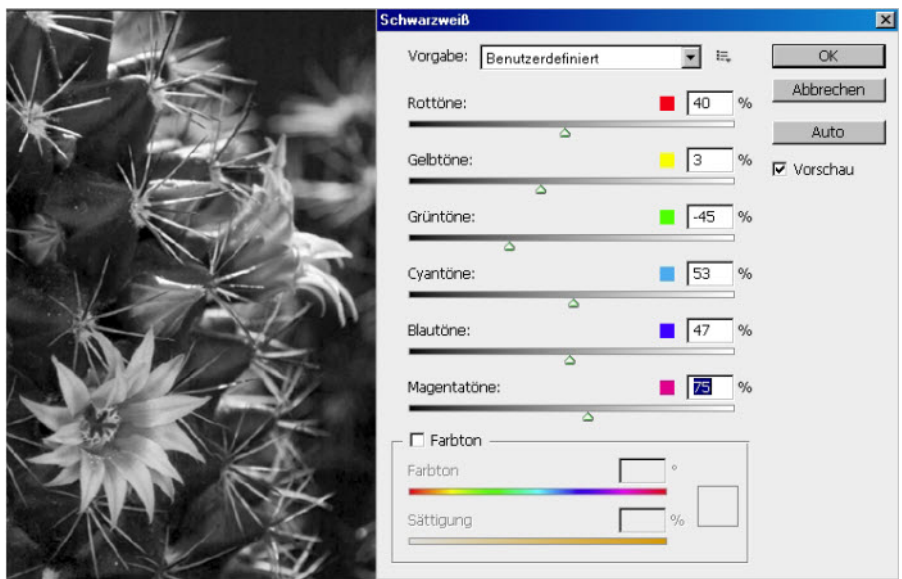 Schwarzweiß
Vorgabe: Benutzerdefiniert
OK
Abbrechen
Auto
Vorschau
Rottöne: 40 %
Gelbtöne: 3 %
Grüntöne: -45 %
Cyantöne: 53 %
Blautöne: 47 %
Magentatöne: 75 %
Farbton
Farbton °
Sättigung %